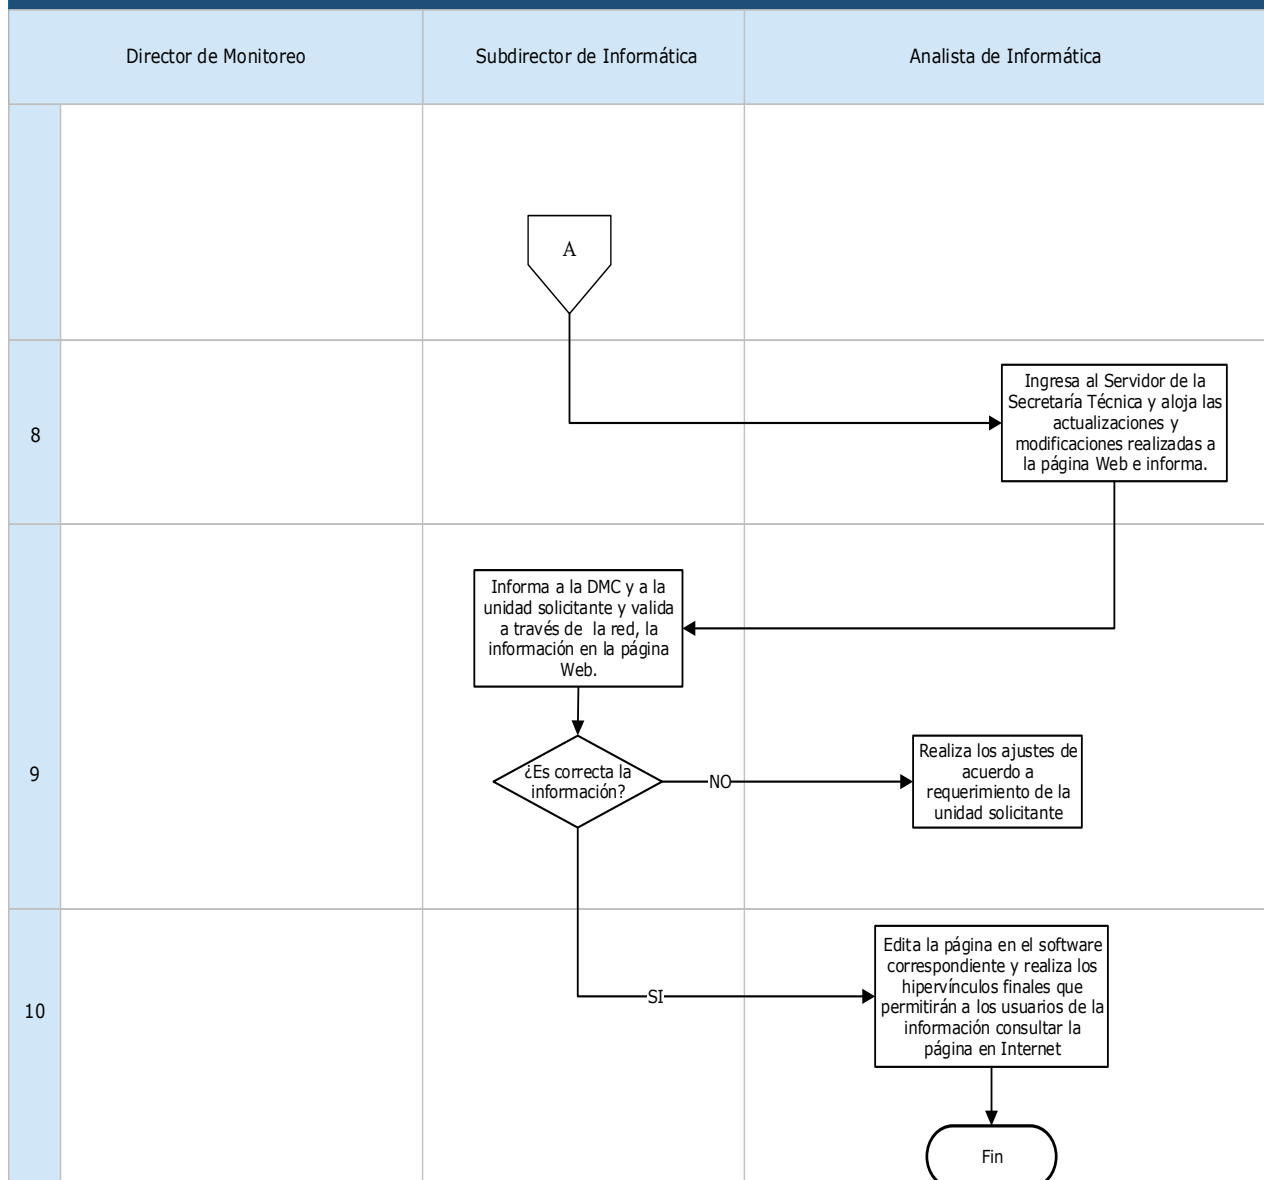 Director de Monitoreo
Subdirector de Informática
Analista de Informática
A
8
Ingresa al Servidor de la
Secretaría Técnica y aloja las
actualizaciones y
modificaciones realizadas a
la página Web e informa.
9
Informa a la DMC y a la
unidad solicitante y valida
a través de la red, la
información en la página
Web.
¿Es correcta la
información?
NO
Realiza los ajustes de
acuerdo a
requerimiento de la
unidad solicitante
10
SI
Edita la página en el software
correspondiente y realiza los
hipervínculos finales que
permitirán a los usuarios de la
información consultar la
página en Internet
Fin